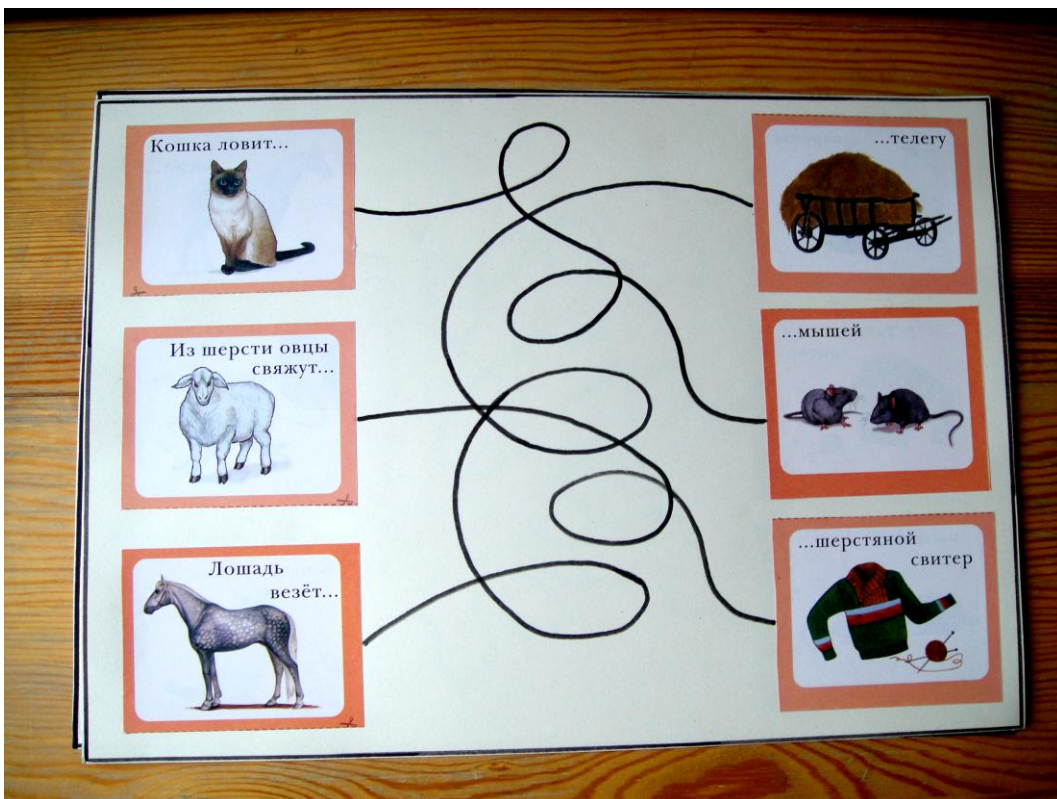 Кошка ловит...
...телегу
Из шерсти овцы
свяжут...
...мышей
Лошадь
везёт...
...шерстяной
свитер